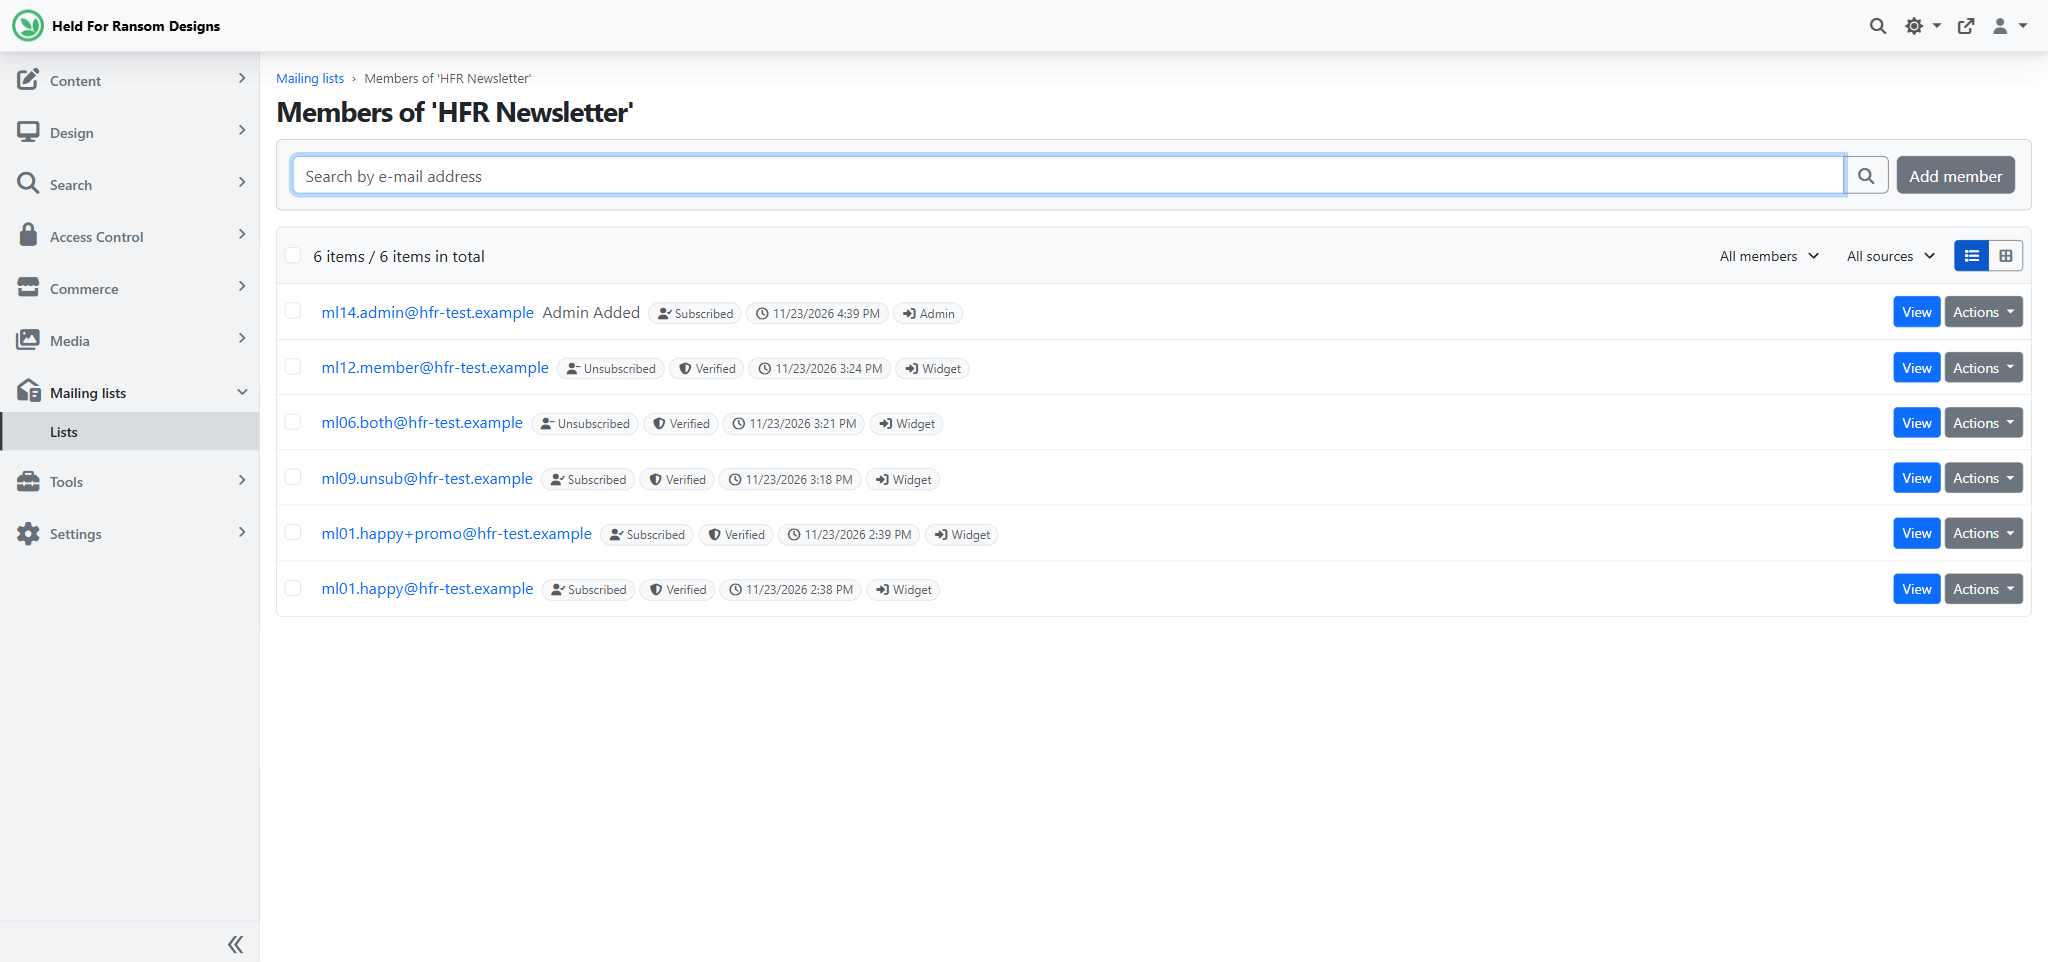 Held For Ransom Designs
Content
Design
Search
Access Control
Commerce
Media
Mailing lists
Lists
Tools
Settings
Mailing lists › Members of 'HFR Newsletter'
Members of 'HFR Newsletter'
Search by e-mail address
Add member
6 items / 6 items in total All members All sources
ml14.admin@hfr-test.example Admin Added Subscribed 11/23/2026 4:39 PM Admin View Actions
ml12.member@hfr-test.example Unsubscribed Verified 11/23/2026 3:24 PM Widget View Actions
ml06.both@hfr-test.example Unsubscribed Verified 11/23/2026 3:21 PM Widget View Actions
ml09.unsub@hfr-test.example Subscribed Verified 11/23/2026 3:18 PM Widget View Actions
ml01.happy+promo@hfr-test.example Subscribed Verified 11/23/2026 2:39 PM Widget View Actions
ml01.happy@hfr-test.example Subscribed Verified 11/23/2026 2:38 PM Widget View Actions